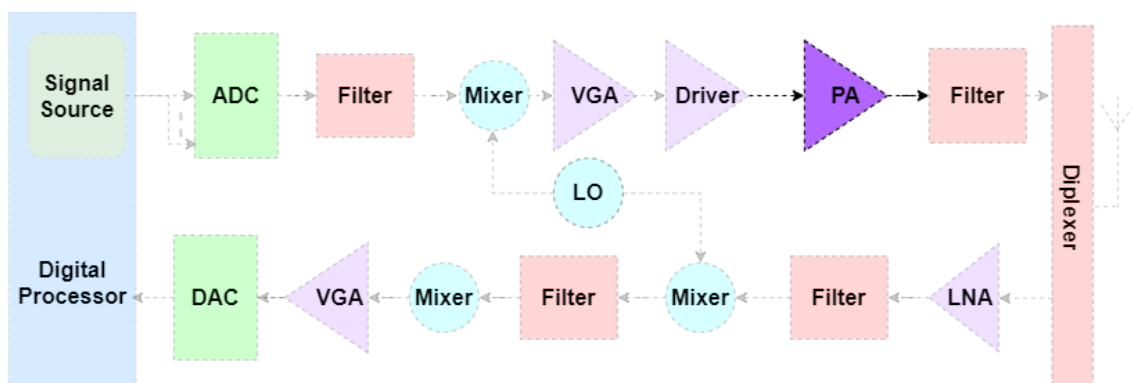 Signal
Source
ADC
Filter
Mixer
VGA
Driver
PA
Filter
LO
Diplexer
Digital
Processor
DAC
VGA
Mixer
Filter
Mixer
Filter
LNA